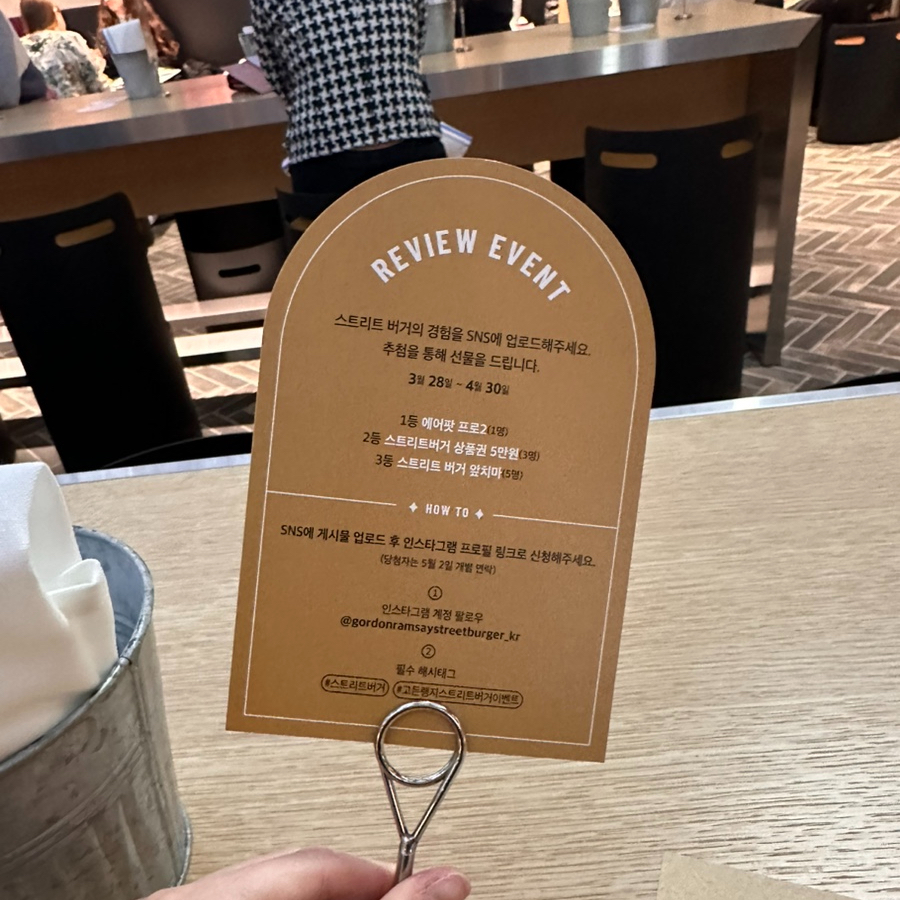 REVIEW EVENT
스트리트 버거의 경험을 SNS에 업로드해주세요.
추첨을 통해 선물을 드립니다.
3월 28일 ~ 4월 30일
1등 에어팟 프로2(1명)
2등 스트리트버거 상품권 5만원(3명)
3등 스트리트 버거 앞치마(5명)
✦ HOW TO ✦
SNS에 게시물 업로드 후 인스타그램 프로필 링크로 신청해주세요.
(당첨자는 5월 2일 개별 연락)
①
인스타그램 계정 팔로우
@gordonramsaystreetburger_kr
②
필수 해시태그
#스트리트버거 #고든램지스트리트버거이벤트